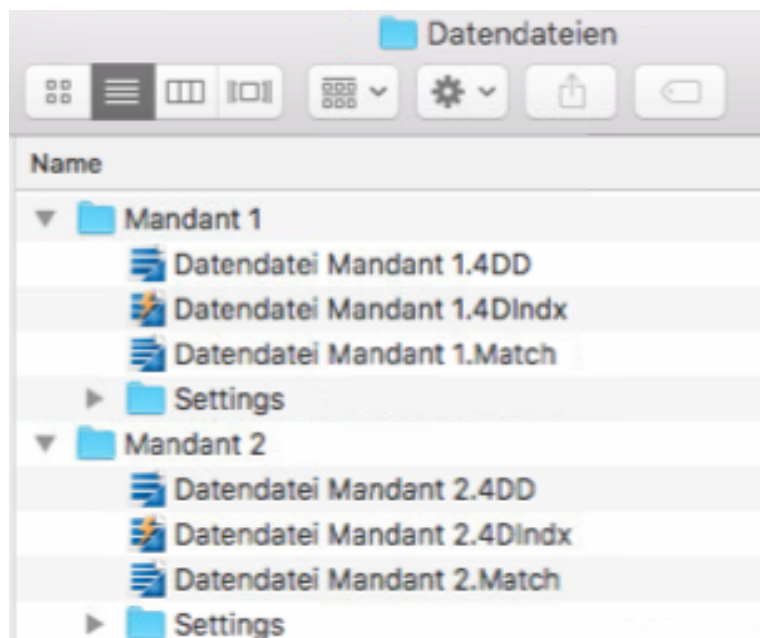 Datendateien
Name
Mandant 1
Datendatei Mandant 1.4DD
Datendatei Mandant 1.4DIndx
Datendatei Mandant 1.Match
Settings
Mandant 2
Datendatei Mandant 2.4DD
Datendatei Mandant 2.4DIndx
Datendatei Mandant 2.Match
Settings